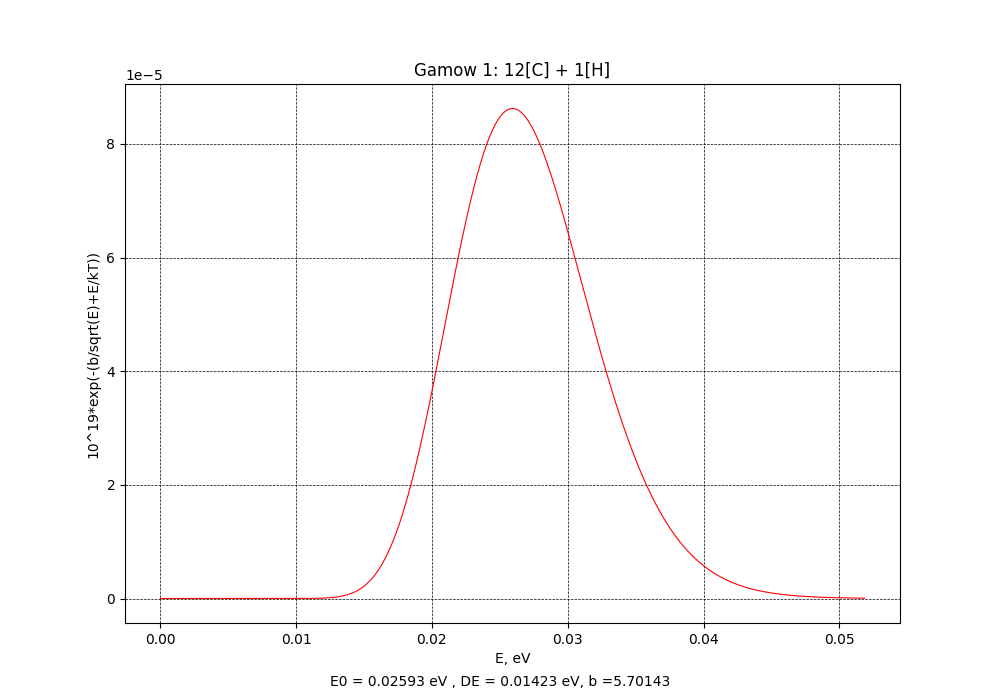 Gamow 1: 12[C] + 1[H]
1e−5
10^19*exp(-(b/sqrt(E)+E/kT))
8
6
4
2
0
0.00 0.01 0.02 0.03 0.04 0.05
E, eV
E0 = 0.02593 eV , DE = 0.01423 eV, b =5.70143